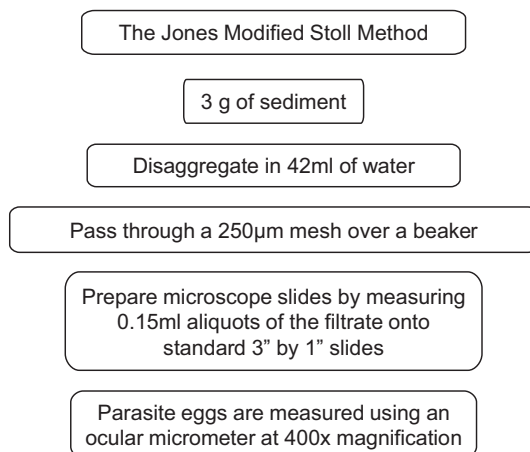 The Jones Modified Stoll Method
3 g of sediment
Disaggregate in 42ml of water
Pass through a 250µm mesh over a beaker
Prepare microscope slides by measuring
0.15ml aliquots of the filtrate onto
standard 3” by 1” slides
Parasite eggs are measured using an
ocular micrometer at 400x magnification